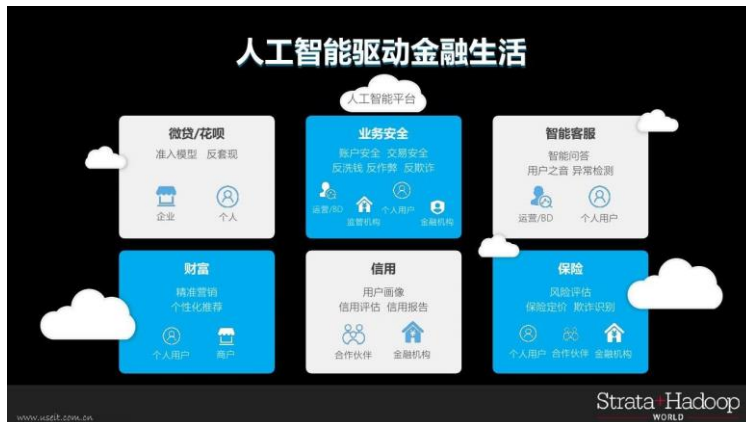 人工智能驱动金融生活
人工智能平台
微贷/花呗
准入模型 反套现
企业 个人
业务安全
账户安全 交易安全
反洗钱 反作弊 反欺诈
运营/BD 监管机构 个人用户 金融机构
智能客服
智能问答
用户之音 异常检测
运营/BD 个人用户
财富
精准营销
个性化推荐
个人用户 商户
信用
用户画像
信用评估 信用报告
合作伙伴 金融机构
保险
风险评估
保险定价 欺诈识别
个人用户 合作伙伴 金融机构
www.useit.com.cn
Strata+Hadoop
WORLD